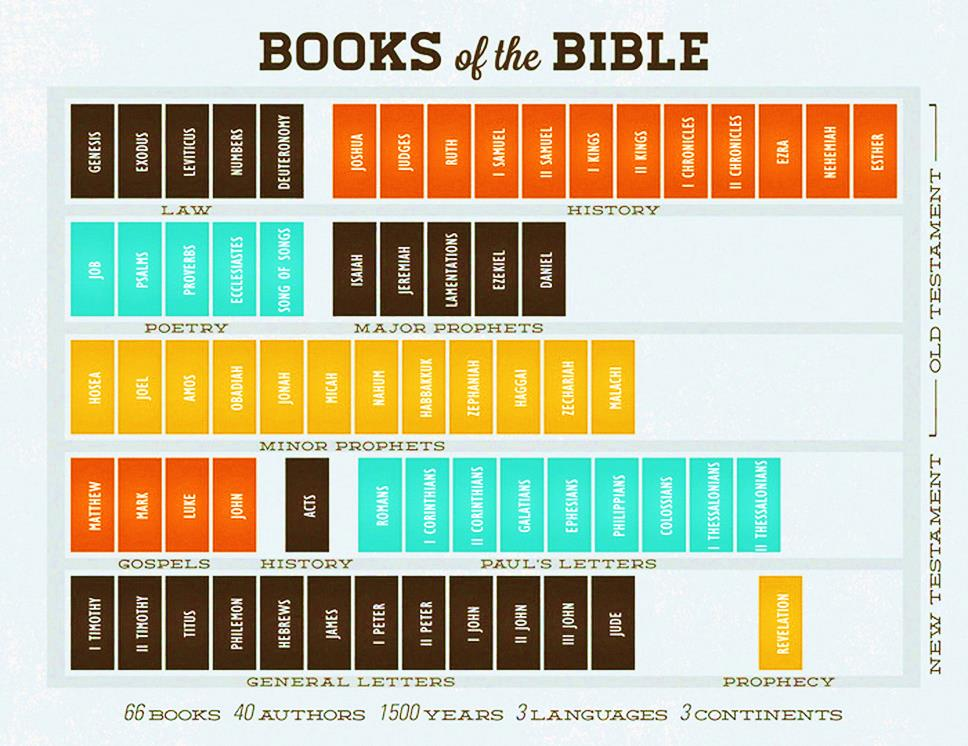 BOOKS of the BIBLE
GENESIS
EXODUS
LEVITICUS
NUMBERS
DEUTERONOMY
JOSHUA
JUDGES
RUTH
I SAMUEL
II SAMUEL
I KINGS
II KINGS
I CHRONICLES
II CHRONICLES
EZRA
NEHEMIAH
ESTHER
LAW
HISTORY
JOB
PSALMS
PROVERBS
ECCLESIASTES
SONG OF SONGS
ISAIAH
JEREMIAH
LAMENTATIONS
EZEKIEL
DANIEL
POETRY
MAJOR PROPHETS
HOSEA
JOEL
AMOS
OBADIAH
JONAH
MICAH
NAHUM
HABBAKKUK
ZEPHANIAH
HAGGAI
ZECHARIAH
MALACHI
MINOR PROPHETS
OLD TESTAMENT
MATTHEW
MARK
LUKE
JOHN
ACTS
ROMANS
I CORINTHIANS
II CORINTHIANS
GALATIANS
EPHESIANS
PHILIPPIANS
COLOSSIANS
I THESSALONIANS
II THESSALONIANS
GOSPELS
HISTORY
PAUL'S LETTERS
I TIMOTHY
II TIMOTHY
TITUS
PHILEMON
HEBREWS
JAMES
I PETER
II PETER
I JOHN
II JOHN
III JOHN
JUDE
REVELATION
GENERAL LETTERS
PROPHECY
NEW TESTAMENT
66 BOOKS 40 AUTHORS 1500 YEARS 3 LANGUAGES 3 CONTINENTS